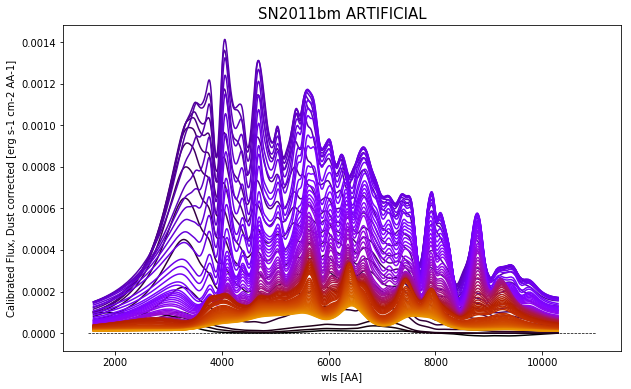 SN2011bm ARTIFICIAL
0.0014
0.0012
0.0010
0.0008
0.0006
0.0004
0.0002
0.0000
Calibrated Flux, Dust corrected [erg s-1 cm-2 AA-1]
2000 4000 6000 8000 10000
wls [AA]